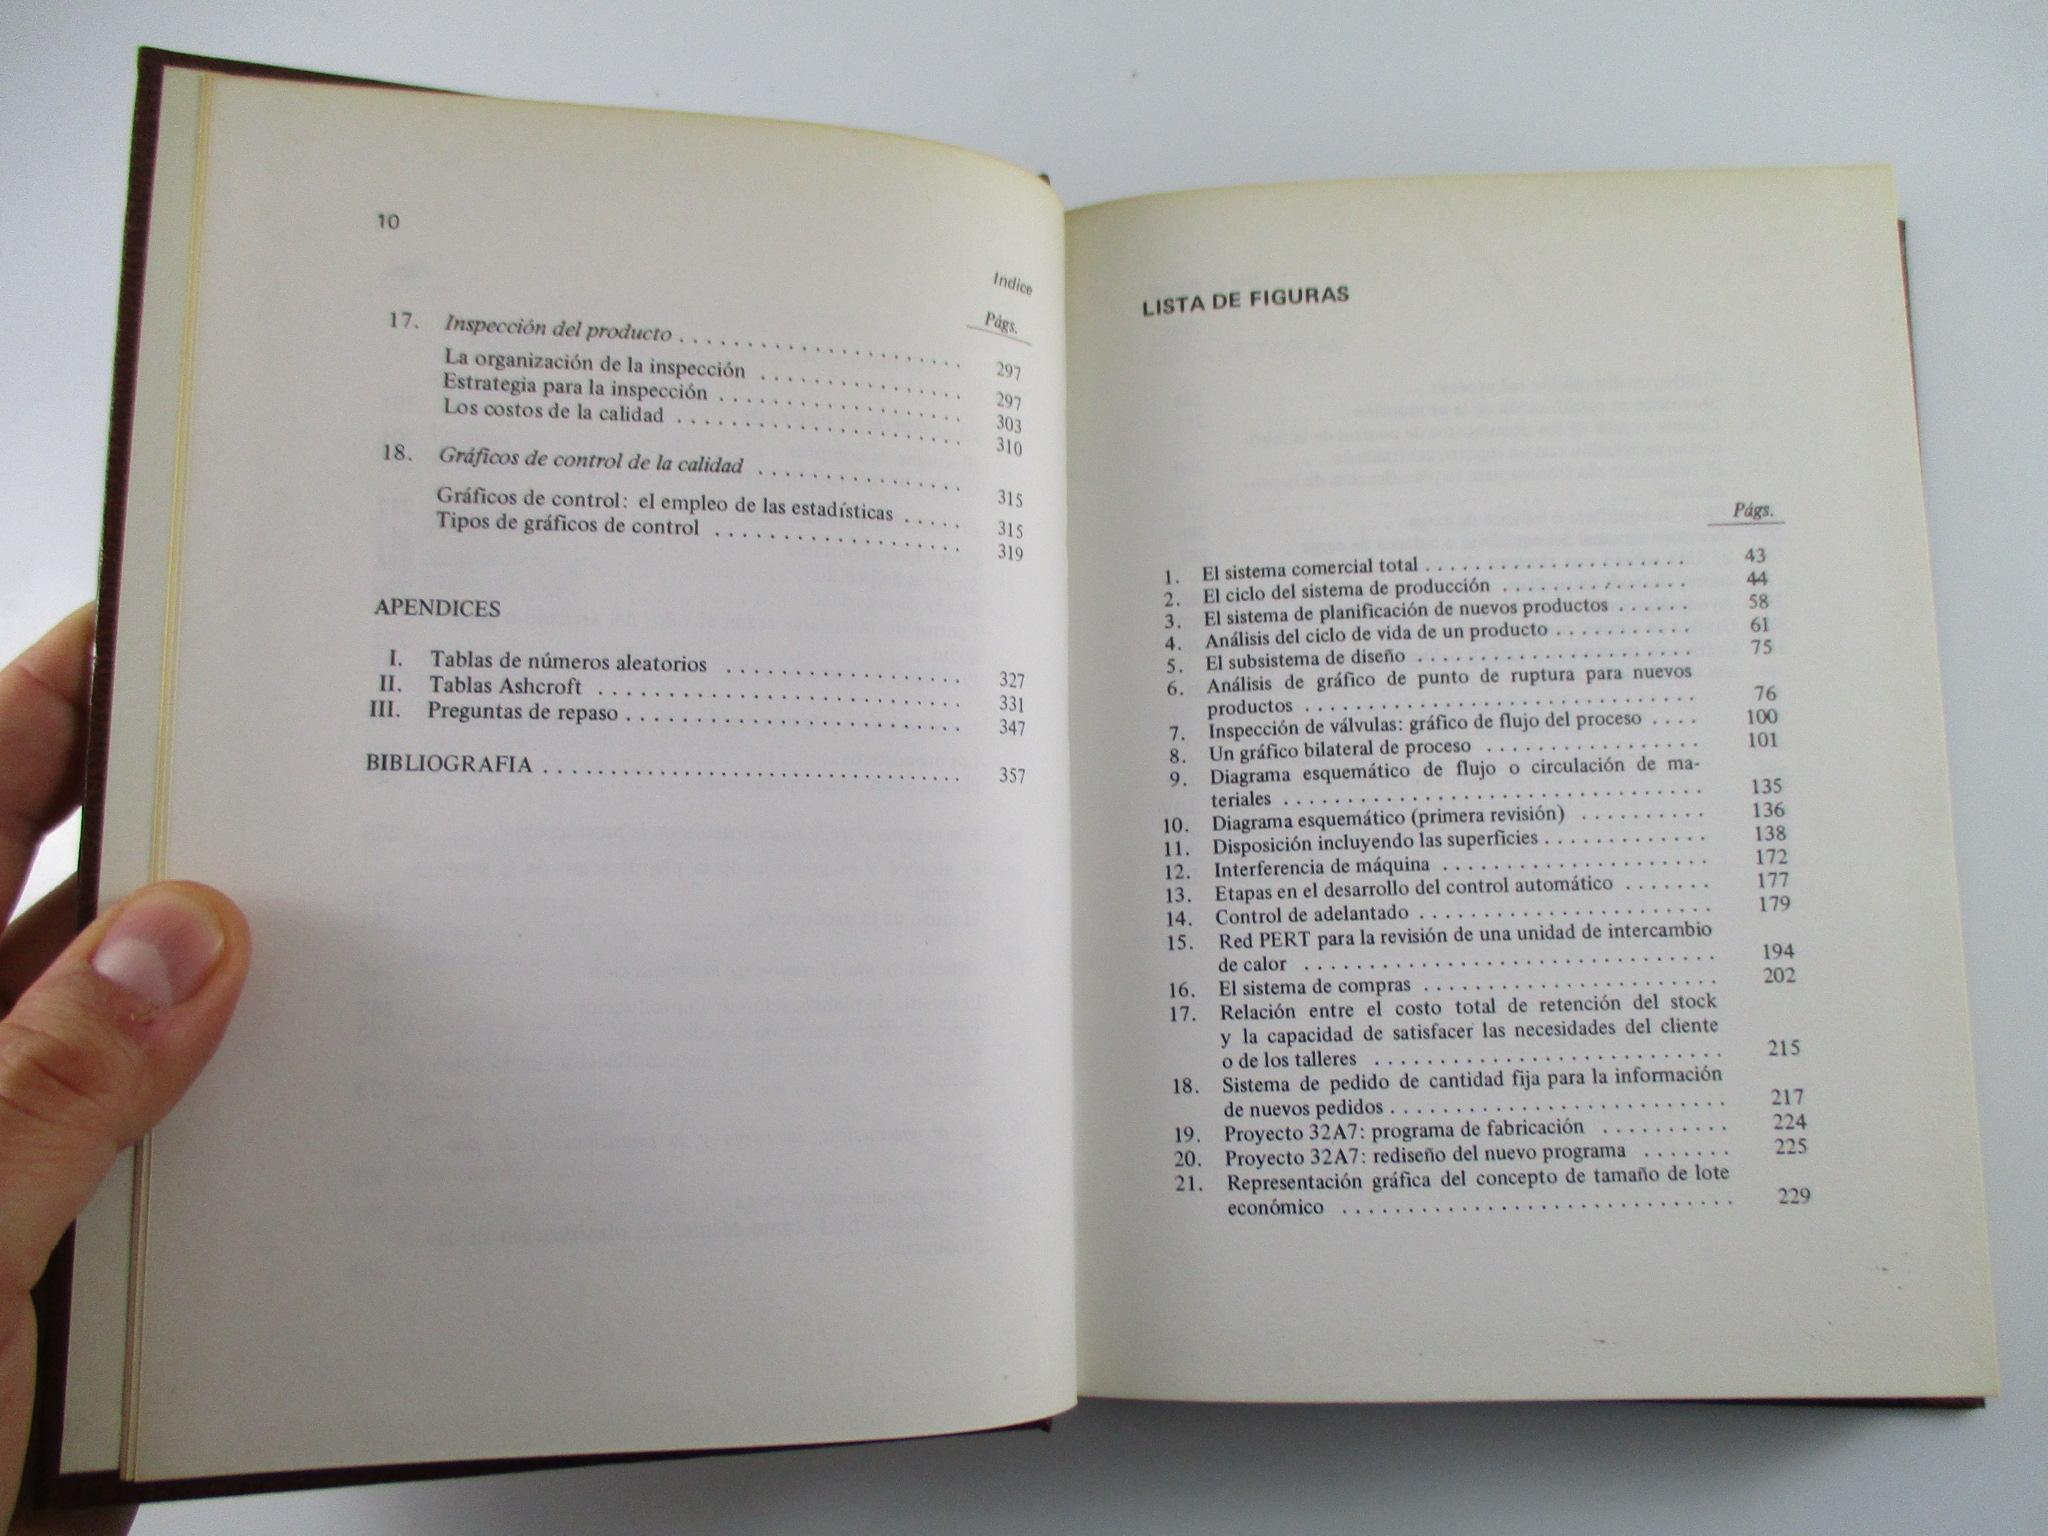 10
Indice
Págs.
17. Inspección del producto . . . . . . . . . . . . . . . . . . . . . 297
La organización de la inspección . . . . . . . . . . . . . . . 297
Estrategia para la inspección . . . . . . . . . . . . . . . . . . 303
Los costos de la calidad . . . . . . . . . . . . . . . . . . . . . 310
18. Gráficos de control de la calidad . . . . . . . . . . . . . . . 315
Gráficos de control: el empleo de las estadísticas . . . . . 315
Tipos de gráficos de control . . . . . . . . . . . . . . . . . . 319
APENDICES
I. Tablas de números aleatorios . . . . . . . . . . . . . . . . . 327
II. Tablas Ashcroft . . . . . . . . . . . . . . . . . . . . . . . . . . . 331
III. Preguntas de repaso . . . . . . . . . . . . . . . . . . . . . . . . 347
BIBLIOGRAFIA . . . . . . . . . . . . . . . . . . . . . . . . . . . . . . 357
LISTA DE FIGURAS
Págs.
1. El sistema comercial total . . . . . . . . . . . . . . . . . . . . 43
2. El ciclo del sistema de producción . . . . . . . . . . . . . . 44
3. El sistema de planificación de nuevos productos . . . . . . 58
4. Análisis del ciclo de vida de un producto . . . . . . . . . . . 61
5. El subsistema de diseño . . . . . . . . . . . . . . . . . . . . . 75
6. Análisis de gráfico de punto de ruptura para nuevos
productos . . . . . . . . . . . . . . . . . . . . . . . . . . . . . . 76
7. Inspección de válvulas: gráfico de flujo del proceso . . . . 100
8. Un gráfico bilateral de proceso . . . . . . . . . . . . . . . . . 101
9. Diagrama esquemático de flujo o circulación de ma-
teriales . . . . . . . . . . . . . . . . . . . . . . . . . . . . . . . . 135
10. Diagrama esquemático (primera revisión) . . . . . . . . . . 136
11. Disposición incluyendo las superficies . . . . . . . . . . . . . 138
12. Interferencia de máquina . . . . . . . . . . . . . . . . . . . . . 172
13. Etapas en el desarrollo del control automático . . . . . . . 177
14. Control de adelantado . . . . . . . . . . . . . . . . . . . . . . . 179
15. Red PERT para la revisión de una unidad de intercambio
de calor . . . . . . . . . . . . . . . . . . . . . . . . . . . . . . . . 194
16. El sistema de compras . . . . . . . . . . . . . . . . . . . . . . . 202
17. Relación entre el costo total de retención del stock
y la capacidad de satisfacer las necesidades del cliente
o de los talleres . . . . . . . . . . . . . . . . . . . . . . . . . . . 215
18. Sistema de pedido de cantidad fija para la información
de nuevos pedidos . . . . . . . . . . . . . . . . . . . . . . . . . . 217
19. Proyecto 32A7: programa de fabricación . . . . . . . . . . 224
20. Proyecto 32A7: rediseño del nuevo programa . . . . . . . 225
21. Representación gráfica del concepto de tamaño de lote
económico . . . . . . . . . . . . . . . . . . . . . . . . . . . . . . 229